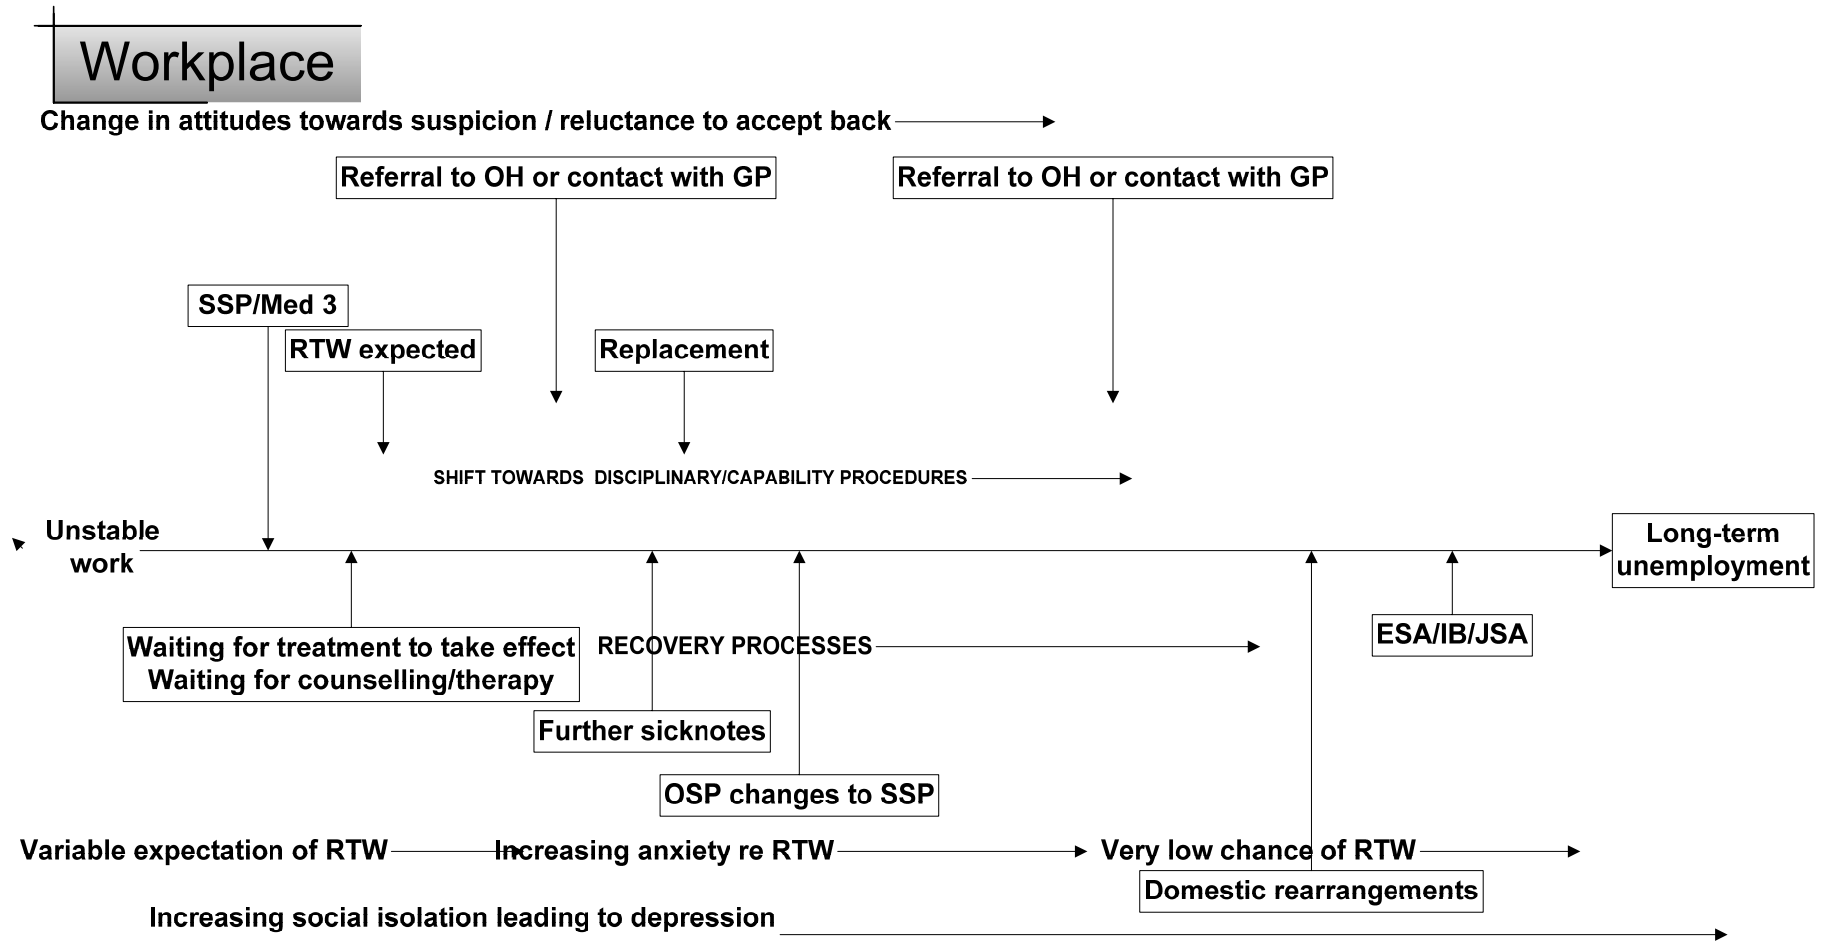 Workplace
Change in attitudes towards suspicion / reluctance to accept back
Referral to OH or contact with GP
Referral to OH or contact with GP
SSP/Med 3
RTW expected
Replacement
SHIFT TOWARDS DISCIPLINARY/CAPABILITY PROCEDURES
Unstable
work
Long-term
unemployment
Waiting for treatment to take effect
Waiting for counselling/therapy
RECOVERY PROCESSES
ESA/IB/JSA
Further sicknotes
OSP changes to SSP
Variable expectation of RTW
Increasing anxiety re RTW
Very low chance of RTW
Domestic rearrangements
Increasing social isolation leading to depression